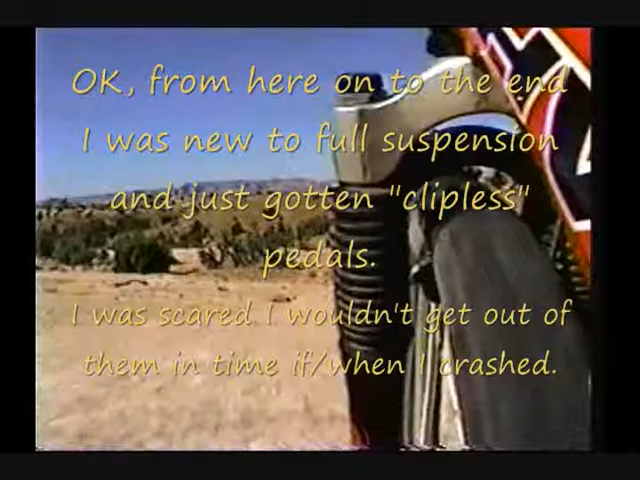 OK, from here on to the end
I was new to full suspension
and just gotten "clipless"
pedals.
I was scared I wouldn't get out of
them in time if/when I crashed.